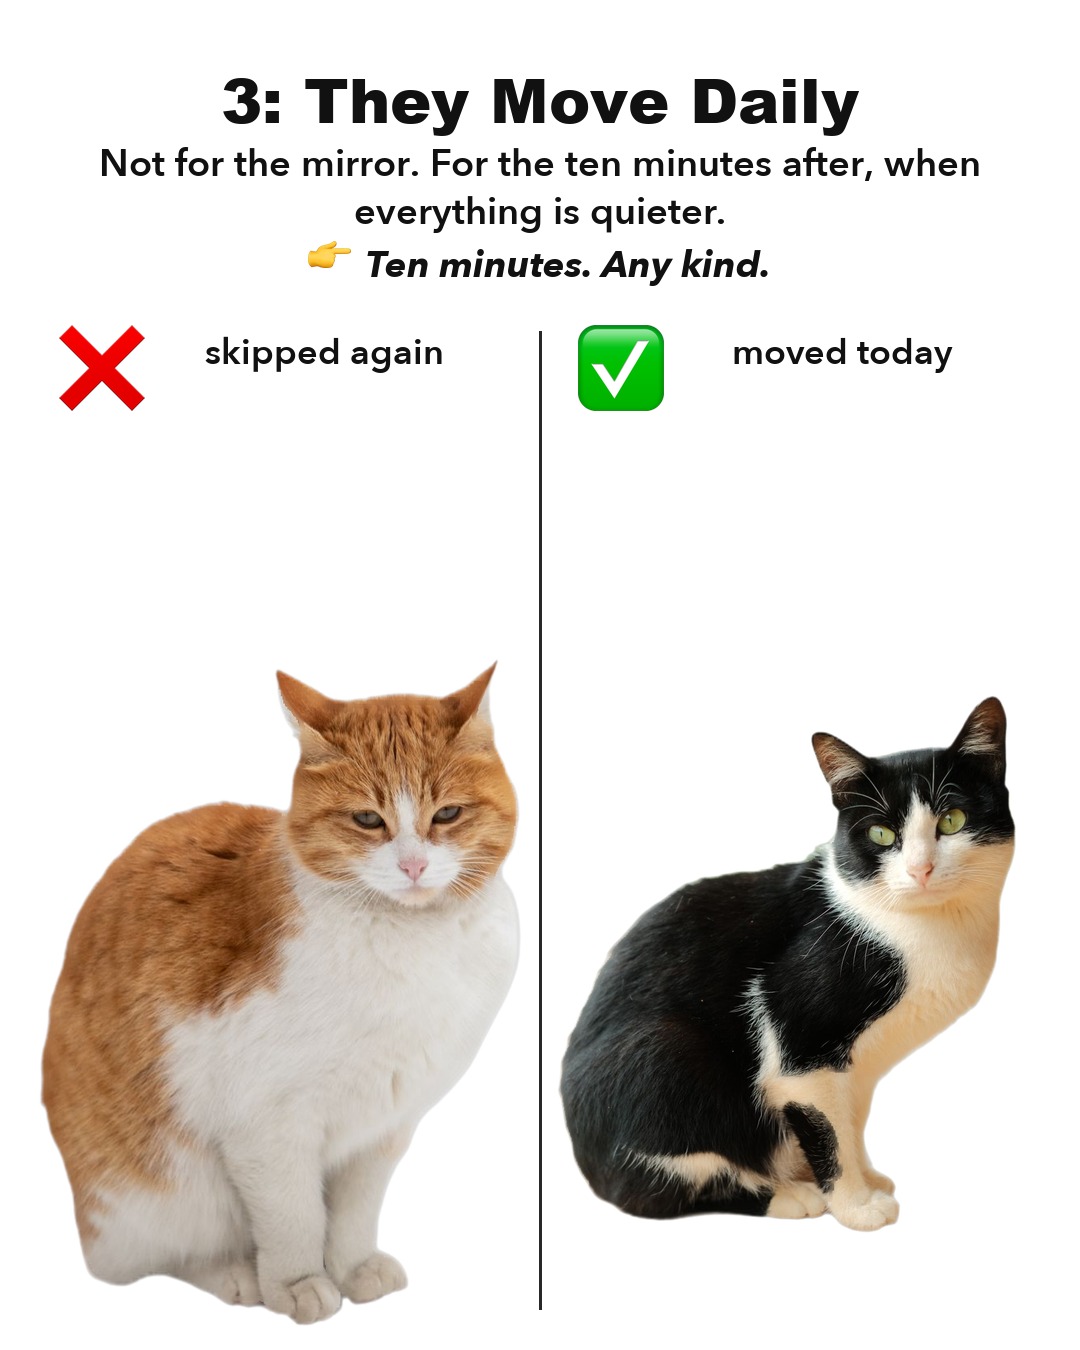 3: They Move Daily
Not for the mirror. For the ten minutes after, when
everything is quieter.
👉 Ten minutes. Any kind.
❌ skipped again
✅ moved today